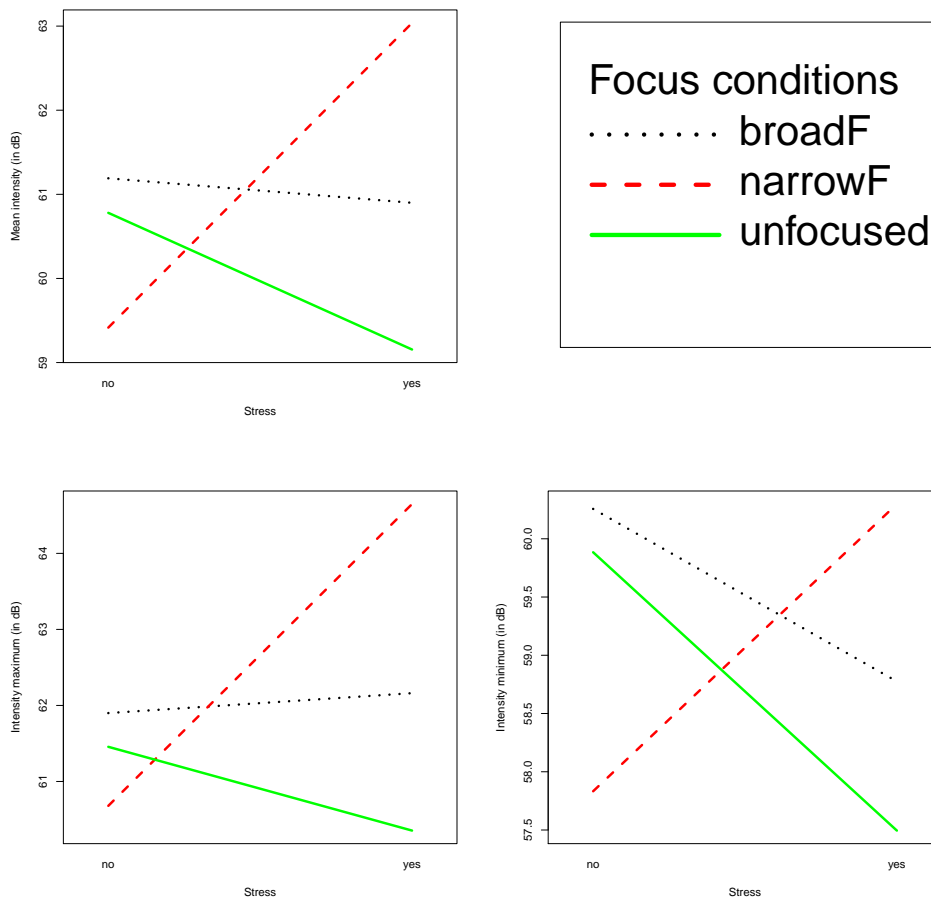 63
62
61
60
59
Mean intensity (in dB)
no
yes
Stress
Focus conditions
broadF
narrowF
unfocused
64
63
62
61
Intensity maximum (in dB)
no
yes
Stress
60.0
59.5
59.0
58.5
58.0
57.5
Intensity minimum (in dB)
no
yes
Stress